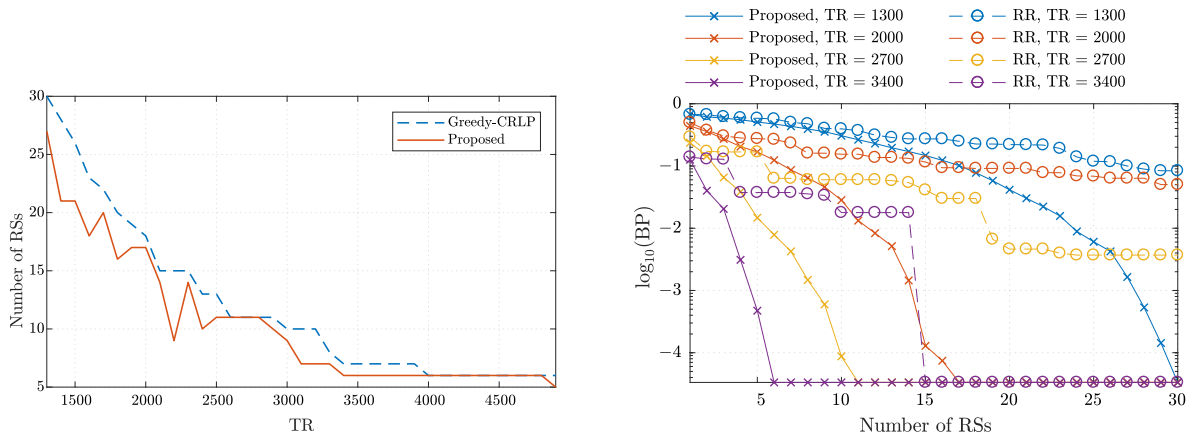 Number of RSs
30
25
20
15
10
5
1500
2000
2500
3000
3500
4000
4500
TR
Greedy-CRLP
Proposed
Proposed, TR = 1300
RR, TR = 1300
Proposed, TR = 2000
RR, TR = 2000
Proposed, TR = 2700
RR, TR = 2700
Proposed, TR = 3400
RR, TR = 3400
log₁₀(BP)
0
−1
−2
−3
−4
5
10
15
20
25
30
Number of RSs